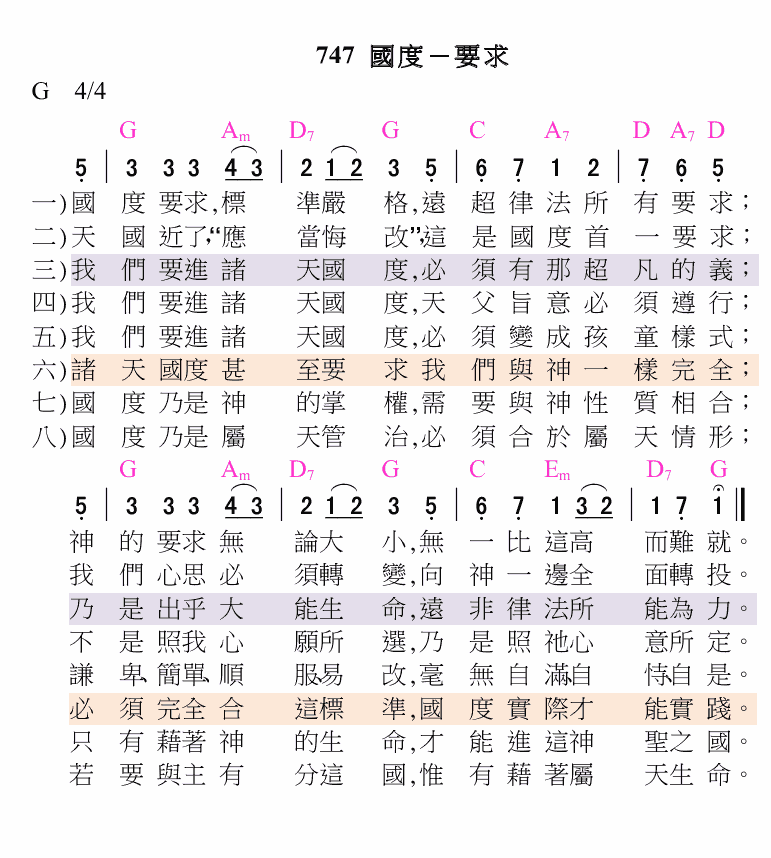 747 國度－要求
G 4/4
G Am D7 G C A7 D A7 D
5 | 3 3 3 4 3 | 2 1 2 3 5 | 6 7 1 2 | 7 6 5
一)國度要求,標準嚴格,遠超律法所有要求；
二)天國近了,“應當悔改”,這是國度首一要求；
三)我們要進諸天國度,必須有那超凡的義；
四)我們要進諸天國度,天父旨意必須遵行；
五)我們要進諸天國度,必須變成孩童樣式；
六)諸天國度甚至要求我們與神一樣完全；
七)國度乃是神的掌權,需要與神性質相合；
八)國度乃是屬天管治,必須合於屬天情形；
G Am D7 G C Em D7 G
5 | 3 3 3 4 3 | 2 1 2 3 5 | 6 7 1 3 2 | 1 7 1 ‖
神的要求無論大小,無一比這高而難就。
我們心思必須轉變,向神一邊全面轉投。
乃是出乎大能生命,遠非律法所能為力。
不是照我心願所選,乃是照祂心意所定。
謙卑、簡單、順服、易改,毫無自滿、自恃、自是。
必須完全合這標準,國度實際才能實踐。
只有藉著神的生命,才能進這神聖之國。
若要與主有分這國,惟有藉著屬天生命。